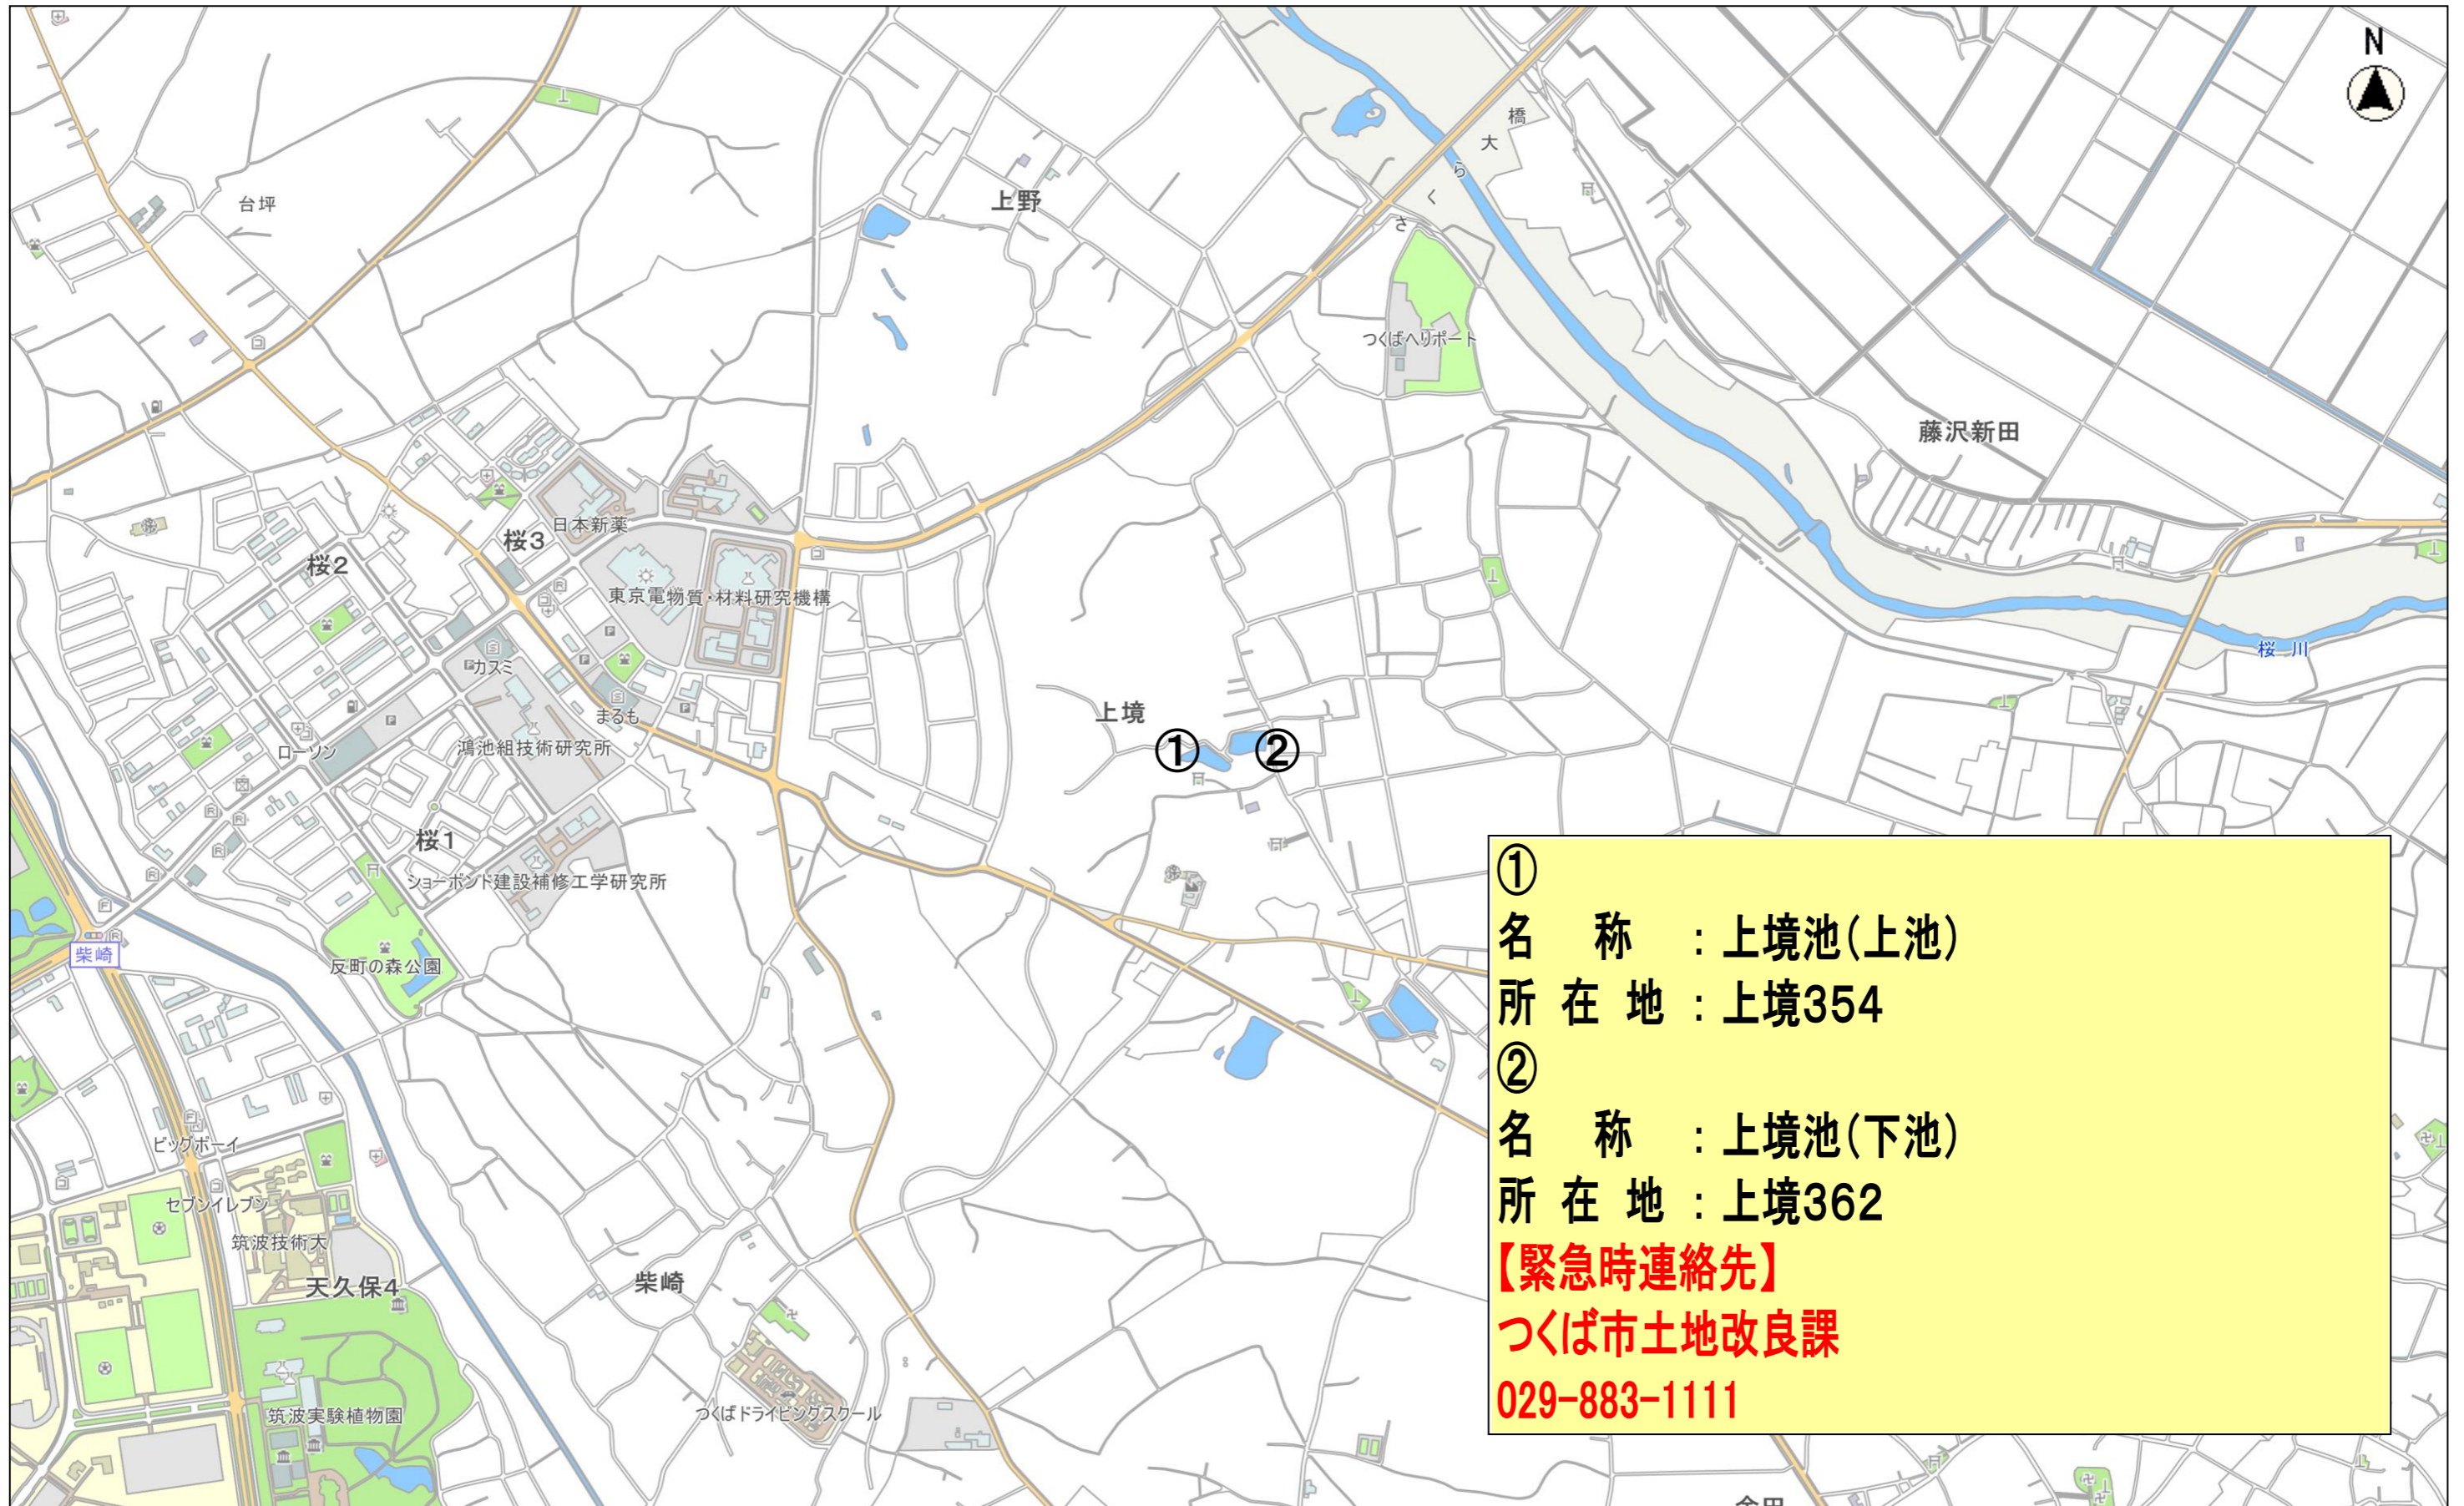 N
橋
大
ら
く
さ
台坪
上野
つくばヘリポート
藤沢新田
日本新薬
桜3
桜2
東京電物質・材料研究機構
カスミ
桜川
上境
まるも
① ②
ローソン
鴻池組技術研究所
桜1
ショーボンド建設補修工学研究所
柴崎
反町の森公園
ビッグボーイ
セブンイレブン
筑波技術大
天久保4
柴崎
筑波実験植物園
つくばドライビングスクール
①
名 称 :上境池(上池)
所 在 地 :上境354
②
名 称 :上境池(下池)
所 在 地 :上境362
【緊急時連絡先】
つくば市土地改良課
029-883-1111